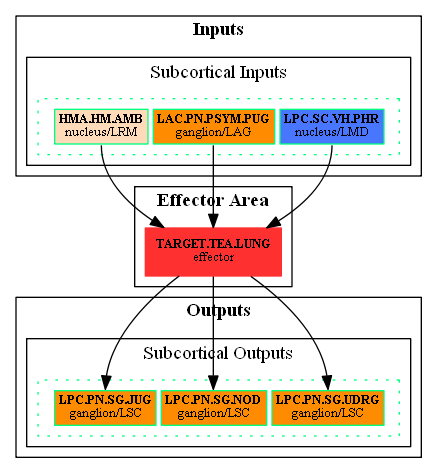 Inputs
Subcortical Inputs
HMA.HM.AMB LAC.PN.PSYM.PUG LPC.SC.VH.PHR
nucleus/LRM ganglion/LAG nucleus/LMD
Effector Area
TARGET.TEA.LUNG
effector
Outputs
Subcortical Outputs
LPC.PN.SG.JUG LPC.PN.SG.NOD LPC.PN.SG.UDRG
ganglion/LSC ganglion/LSC ganglion/LSC